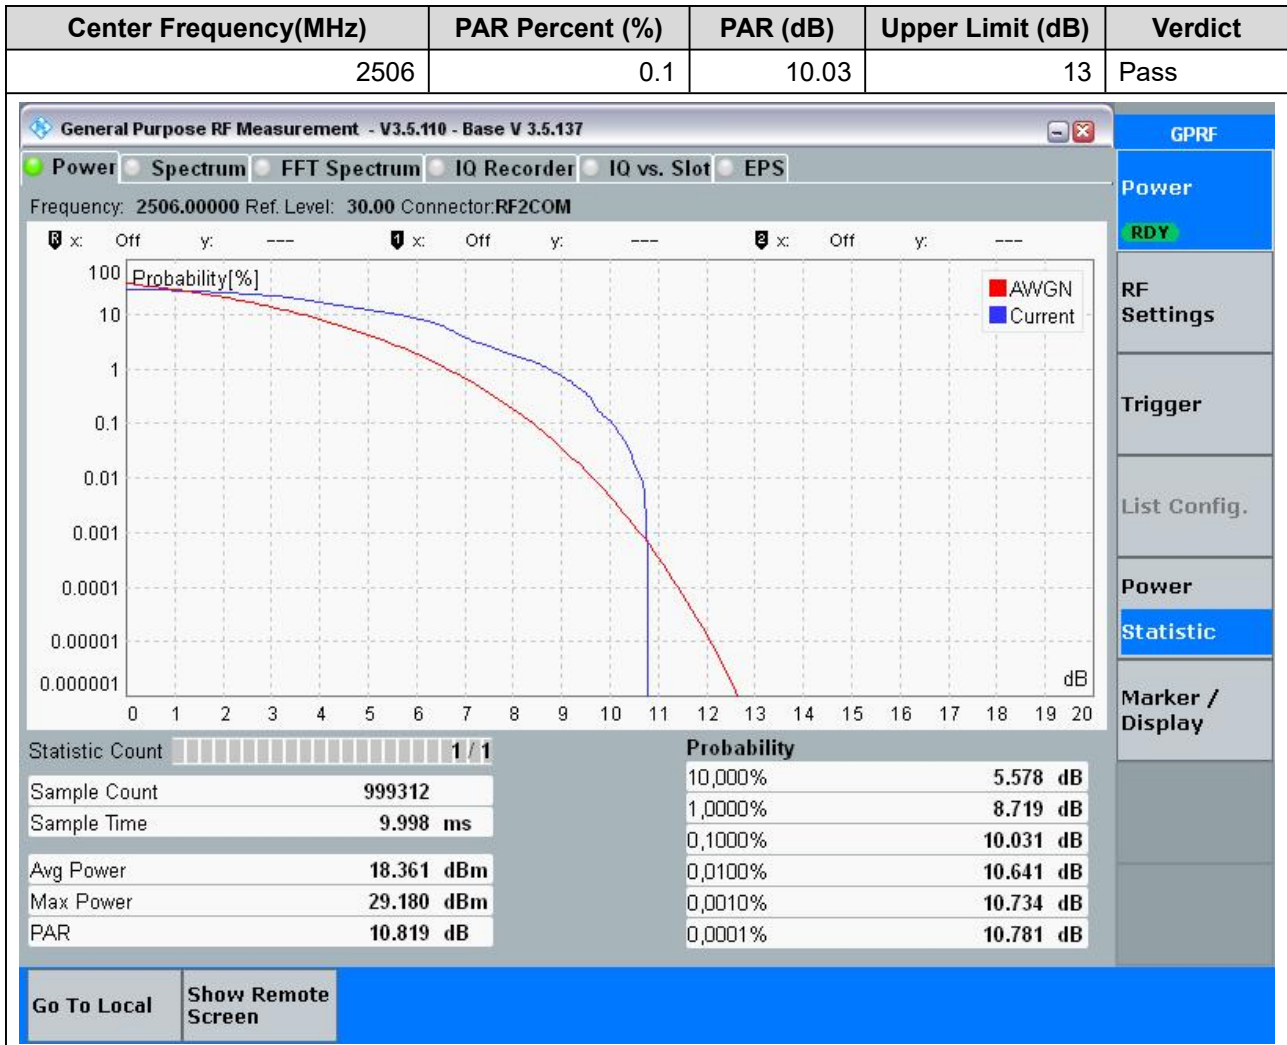 Center Frequency(MHz) PAR Percent (%) PAR (dB) Upper Limit (dB) Verdict
2506 0.1 10.03 13 Pass
General Purpose RF Measurement - V3.5.110 - Base V 3.5.137
GPRF
Power Spectrum FFT Spectrum IQ Recorder IQ vs. Slot EPS
Frequency: 2506.00000 Ref. Level: 30.00 Connector:RF2COM
R x: Off y: --- 1 x: Off y: --- 2 x: Off y: ---
Probability[%]
AWGN
Current
100
10
1
0.1
0.01
0.001
0.0001
0.00001
0.000001
dB
0 1 2 3 4 5 6 7 8 9 10 11 12 13 14 15 16 17 18 19 20
Statistic Count 1 / 1
Sample Count 999312
Sample Time 9.998 ms
Avg Power 18.361 dBm
Max Power 29.180 dBm
PAR 10.819 dB
Probability
10,000% 5.578 dB
1,0000% 8.719 dB
0,1000% 10.031 dB
0,0100% 10.641 dB
0,0010% 10.734 dB
0,0001% 10.781 dB
Power
RDY
RF
Settings
Trigger
List Config.
Power
Statistic
Marker /
Display
Go To Local
Show Remote
Screen